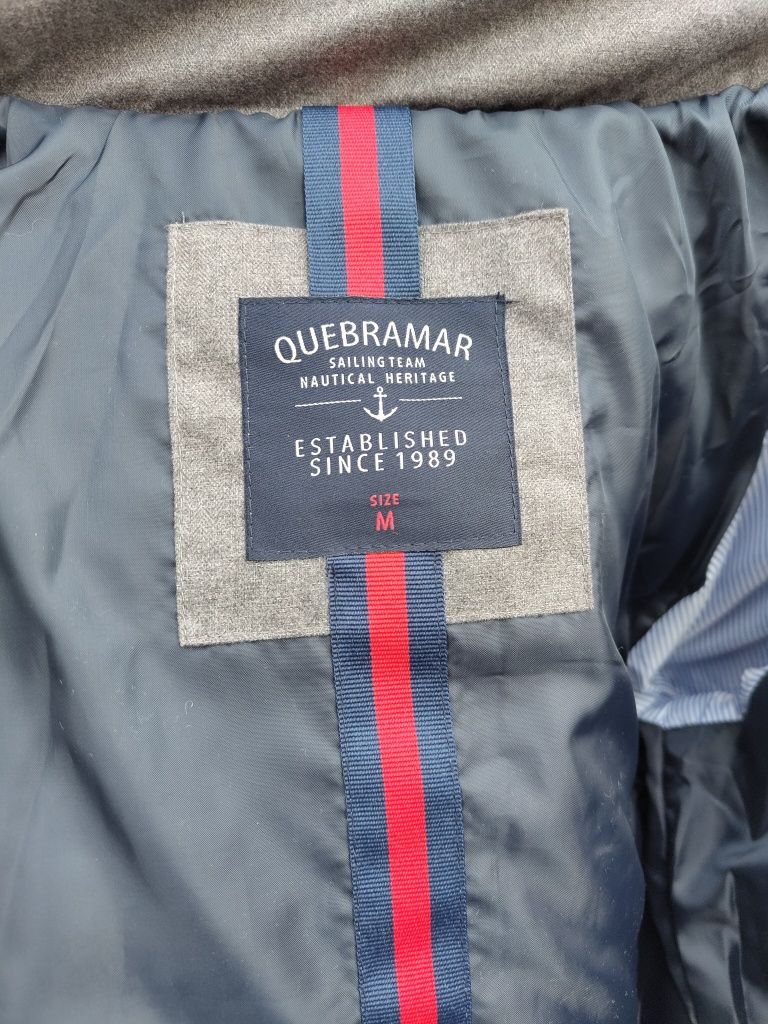 QUEBRAMAR
SAILING TEAM
NAUTICAL HERITAGE
ESTABLISHED
SINCE 1989
SIZE
M